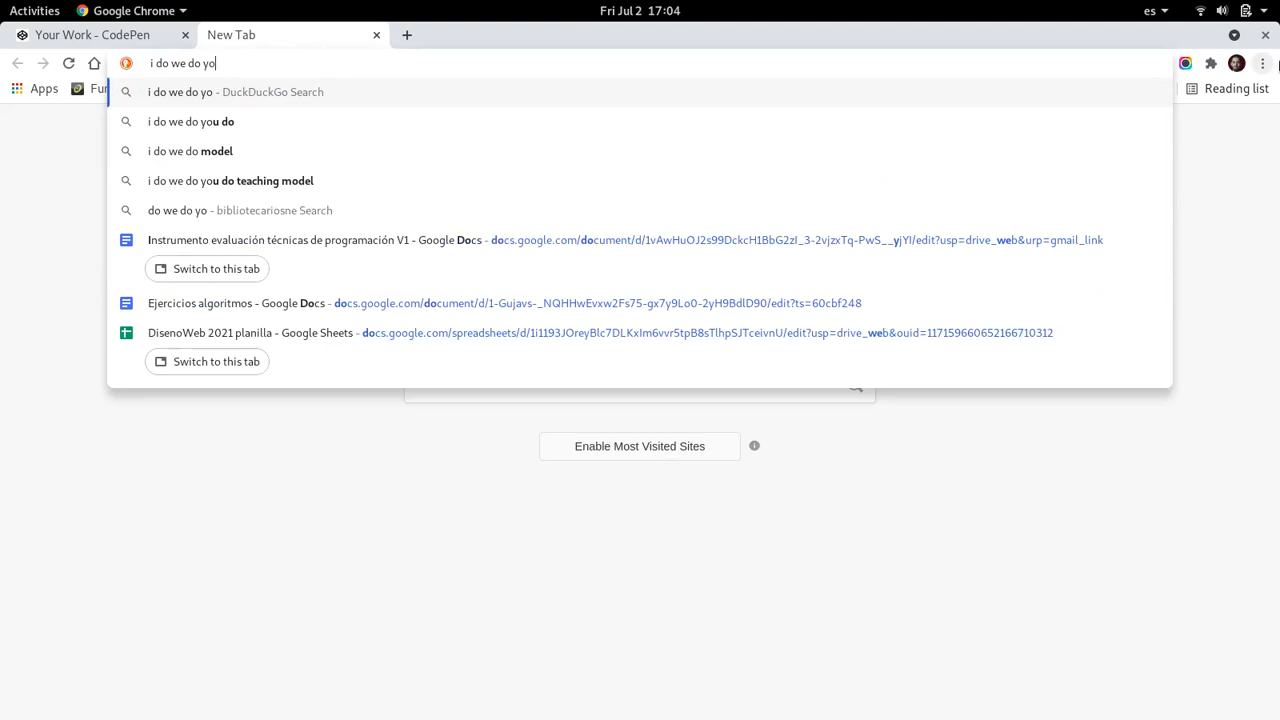 Activities Google Chrome Fri Jul 2 17:04 es
Your Work - CodePen New Tab
i do we do yo
Apps Fur Reading list
i do we do yo - DuckDuckGo Search
i do we do you do
i do we do model
i do we do you do teaching model
do we do yo - bibliotecariosne Search
Instrumento evaluación técnicas de programación V1 - Google Docs - docs.google.com/document/d/1vAwHuOJ2s99DckcH1BbG2zI_3-2vjzxTq-PwS__yjYI/edit?usp=drive_web&urp=gmail_link
Switch to this tab
Ejercicios algoritmos - Google Docs - docs.google.com/document/d/1-Gujavs-_NQHHwEvxw2Fs75-gx7y9Lo0-2yH9BdlD90/edit?ts=60cbf248
DisenoWeb 2021 planilla - Google Sheets - docs.google.com/spreadsheets/d/1i1193JOreyBlc7DLKxIm6vvr5tpB8sTlhpSJTceivnU/edit?usp=drive_web&ouid=117159660652166710312
Switch to this tab
Enable Most Visited Sites